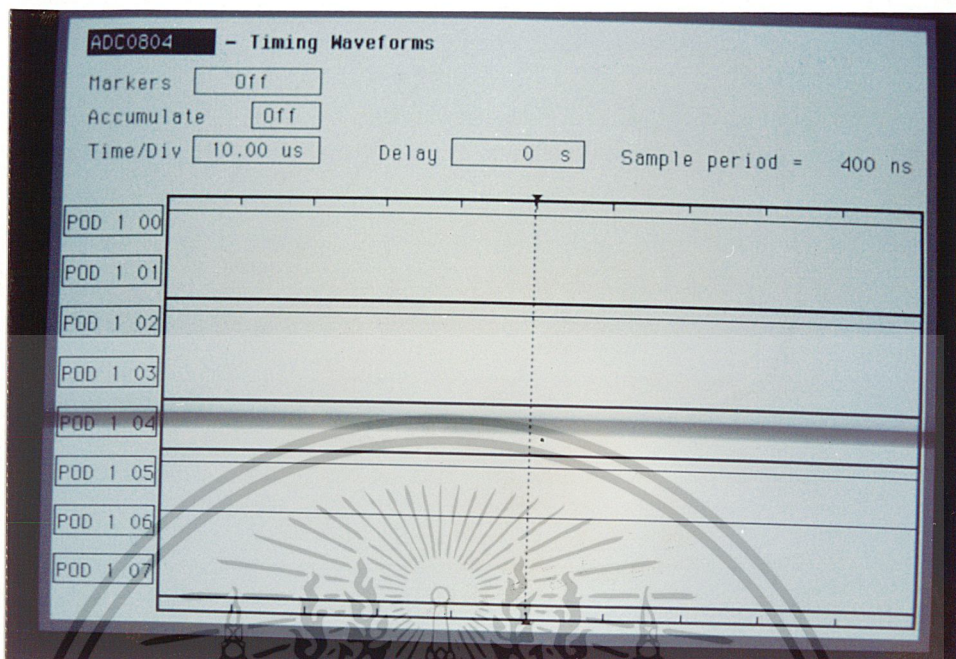 ADC0804 - Timing Waveforms
Markers Off
Accumulate Off
Time/Div 10.00 us Delay 0 s Sample period = 400 ns
POD 1 00
POD 1 01
POD 1 02
POD 1 03
POD 1 04
POD 1 05
POD 1 06
POD 1 07